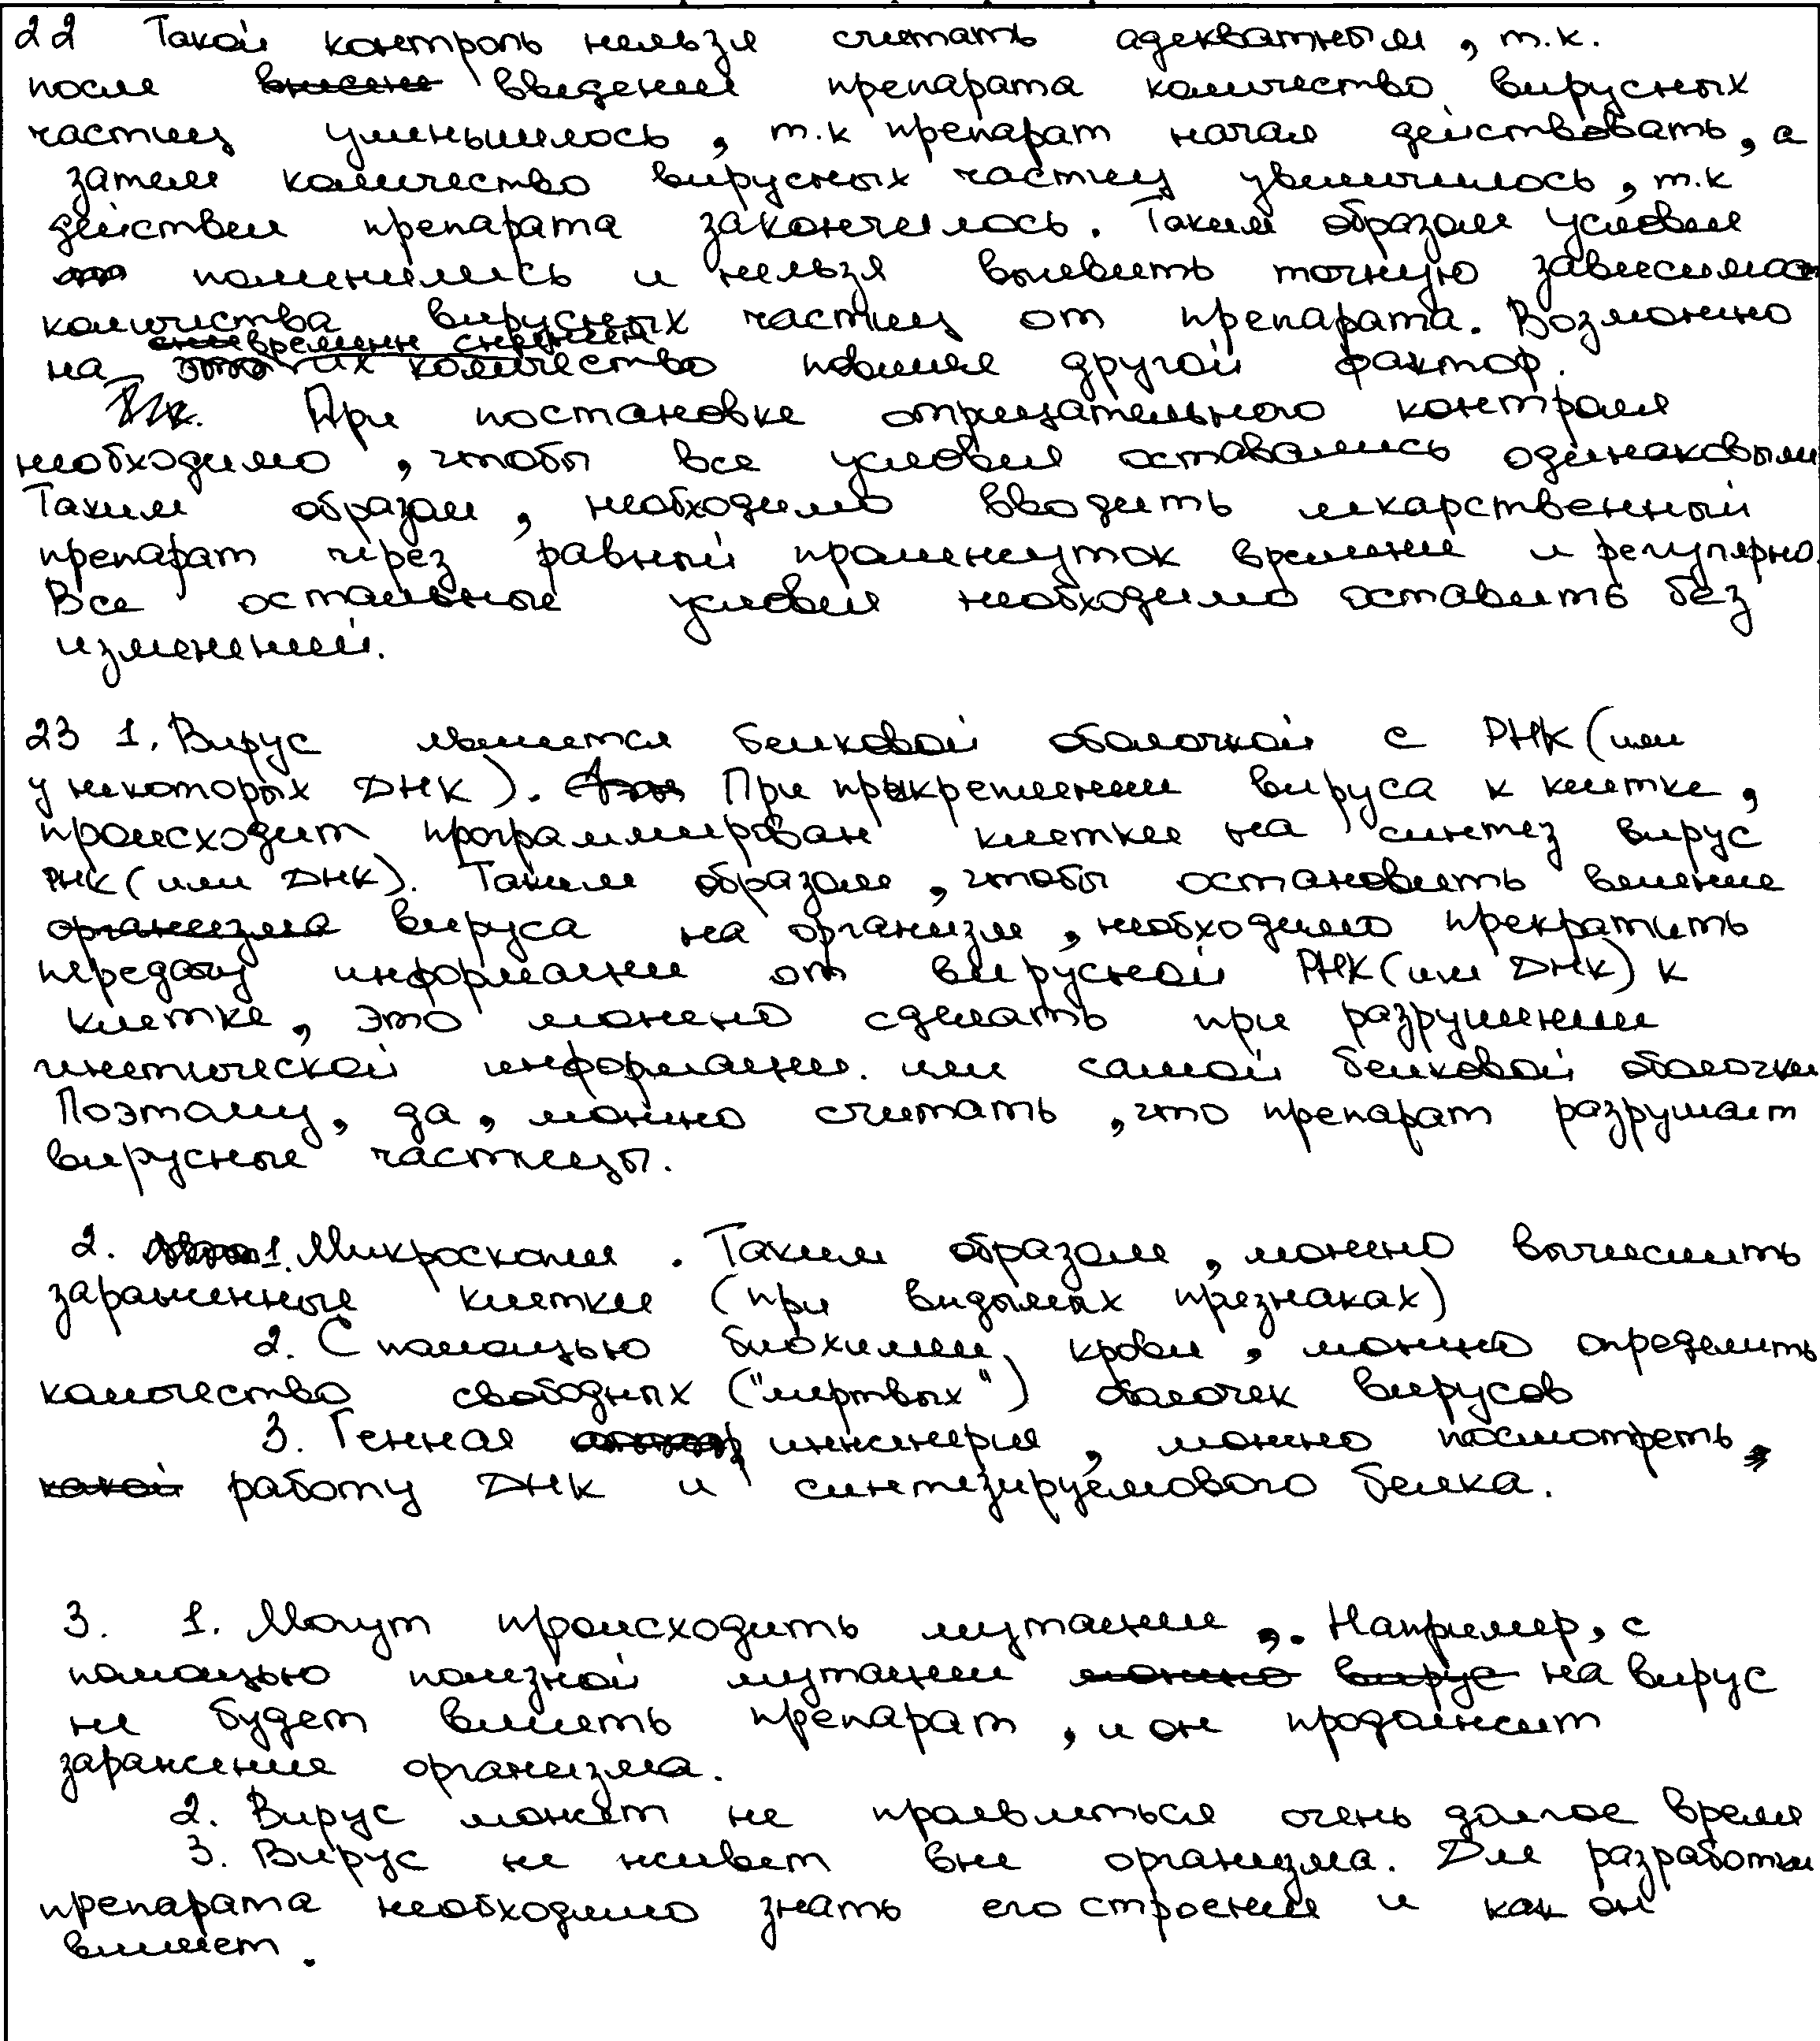 22 Такой контроль нельзя считать адекватным, т.к.
после введения препарата количество вирусных
частиц уменьшилось, т.к препарат начал действовать, а
затем количество вирусных частиц увеличилось, т.к
действие препарата закончилось. Таким образом условия
поменялись и нельзя выявить точную зависимос
количества вирусных частиц от препарата. Возможно
на их количество повлиял другой фактор.
При постановке отрицательного контроля
необходимо, чтобы все условия оставались одинаковыми
Таким образом, необходимо вводить лекарственный
препарат через равный промежуток времени и регулярно.
Все остальные условия необходимо оставить без
изменений.
23 1. Вирус является белковой оболочкой с РНК (или
у некоторых ДНК). При прикреплении вируса к клетке,
происходит программирован клетки на синтез вирус
РНК (или ДНК). Таким образом, чтобы остановить влияние
вируса на организм, необходимо прекратить
передачу информации от вирусной РНК (или ДНК) к
клетке, это можно сделать при разрушении
генетической информации. или самой белковой оболочки
Поэтому, да, можно считать, что препарат разрушает
вирусные частицы.
2. 1. Микроскопия. Таким образом, можно вычислить
зараженные клетки (при видимых признаках)
2. С помощью биохимии крови, можно определить
количество свободных ("мертвых") оболочек вирусов
3. Генная инженерия, можно посмотреть,
работу ДНК и синтезируемового белка.
3. 1. Могут происходить мутации,. Например, с
помощью полезной мутации на вирус
не будет влиять препарат, и он продолжит
заражение организма.
2. Вирус может не проявляться очень долгое время
3. Вирус не живет вне организма. Для разработки
препарата необходимо знать его строение и как он
влияет.